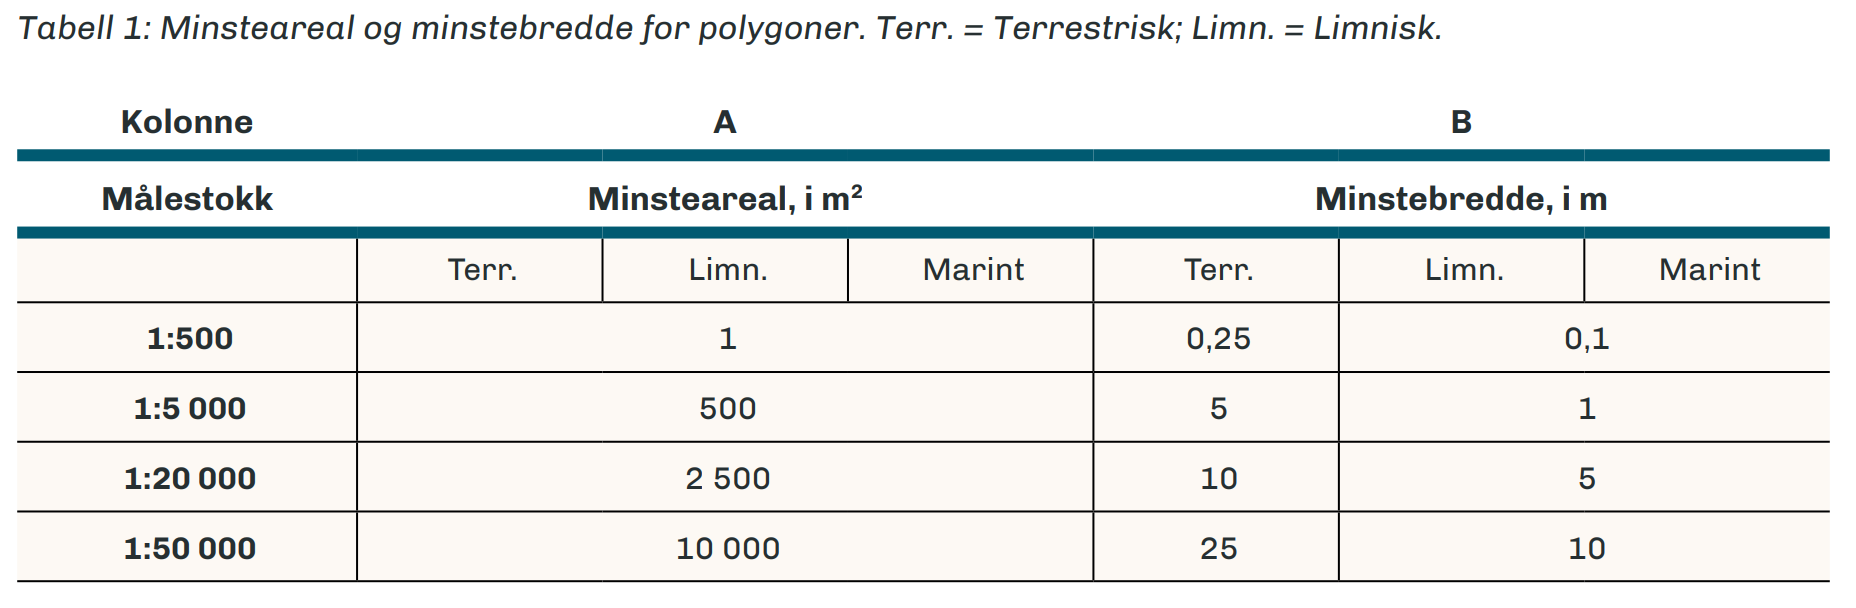 Tabell 1: Minsteareal og minstebredde for polygoner. Terr. = Terrestrisk; Limn. = Limnisk.
Kolonne A B
Målestokk Minsteareal, i m² Minstebredde, i m
Terr. Limn. Marint Terr. Limn. Marint
1:500 1 0,25 0,1
1:5 000 500 5 1
1:20 000 2 500 10 5
1:50 000 10 000 25 10